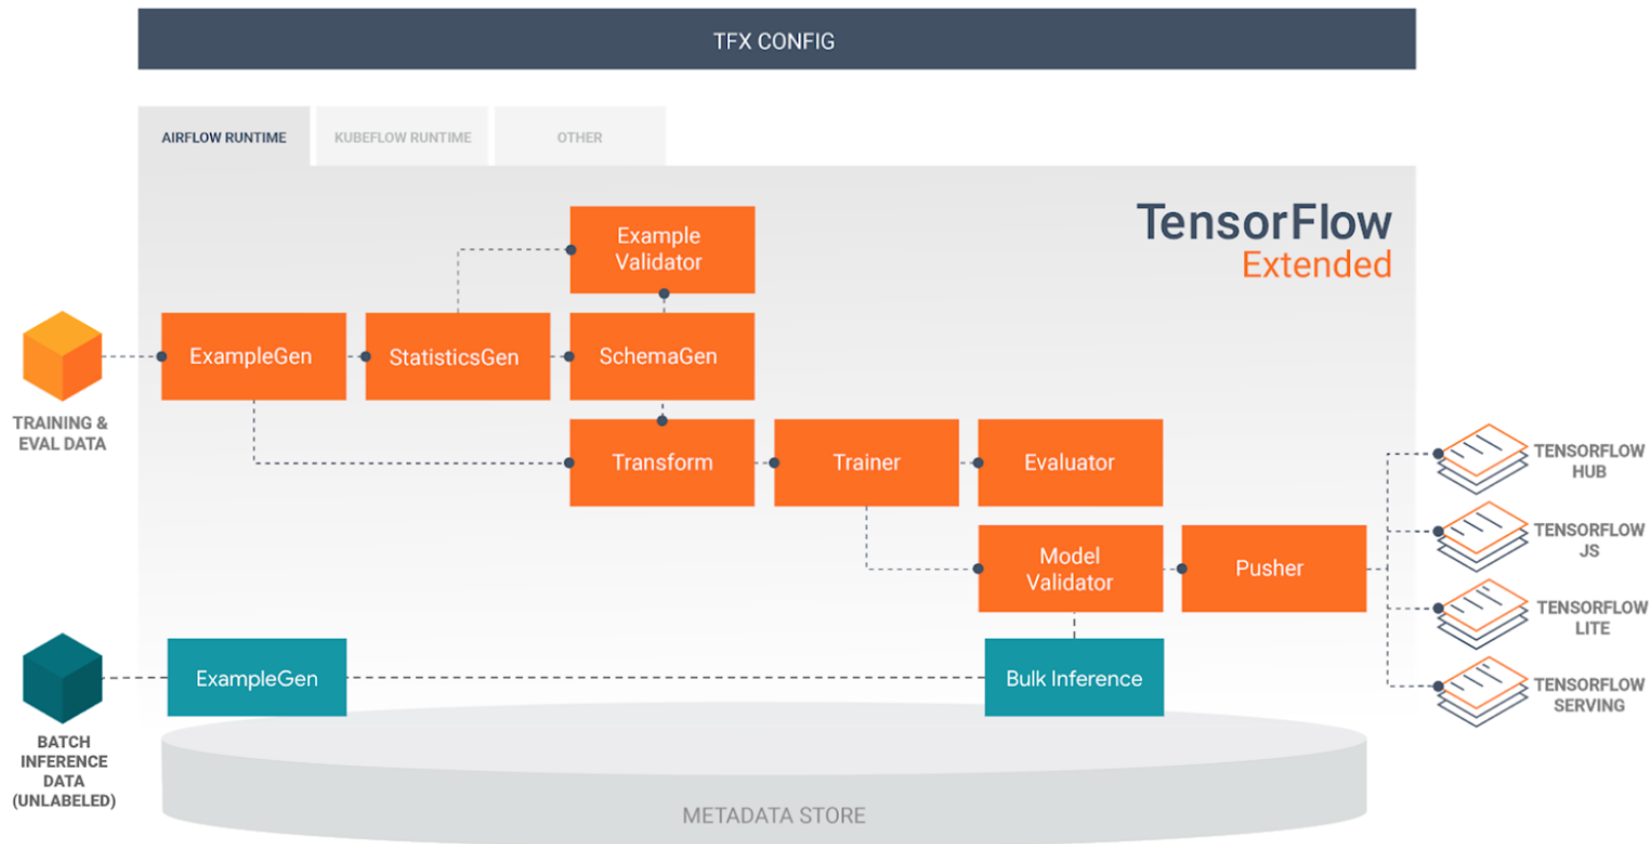 TFX CONFIG
AIRFLOW RUNTIME
KUBEFLOW RUNTIME
OTHER
TensorFlow
Extended
Example
Validator
ExampleGen
StatisticsGen
SchemaGen
TRAINING &
EVAL DATA
Transform
Trainer
Evaluator
Model
Validator
Pusher
TENSORFLOW
HUB
TENSORFLOW
JS
TENSORFLOW
LITE
TENSORFLOW
SERVING
ExampleGen
Bulk Inference
BATCH
INFERENCE
DATA
(UNLABELED)
METADATA STORE